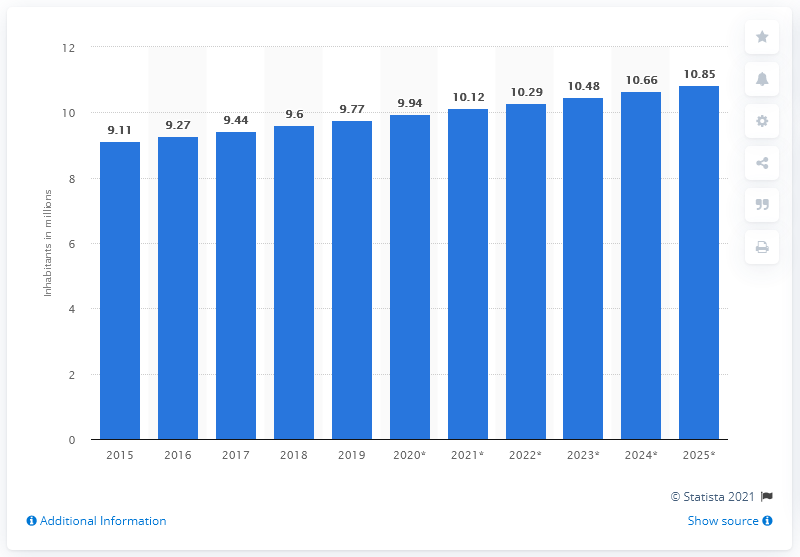 12
10
8
6
4
2
0
Inhabitants in millions
9.11 9.27 9.44 9.6 9.77 9.94 10.12 10.29 10.48 10.66 10.85
2015 2016 2017 2018 2019 2020* 2021* 2022* 2023* 2024* 2025*
© Statista 2021
Additional Information
Show source